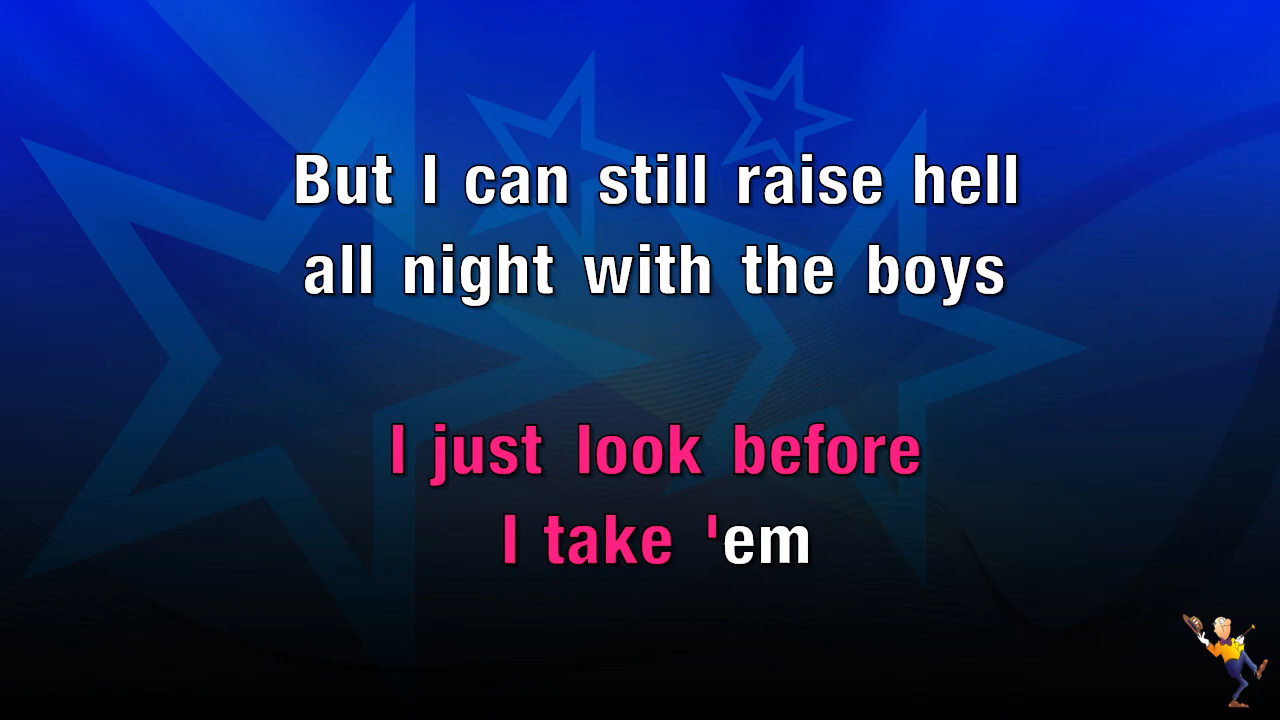 But I can still raise hell
all night with the boys
I just look before
I take 'em